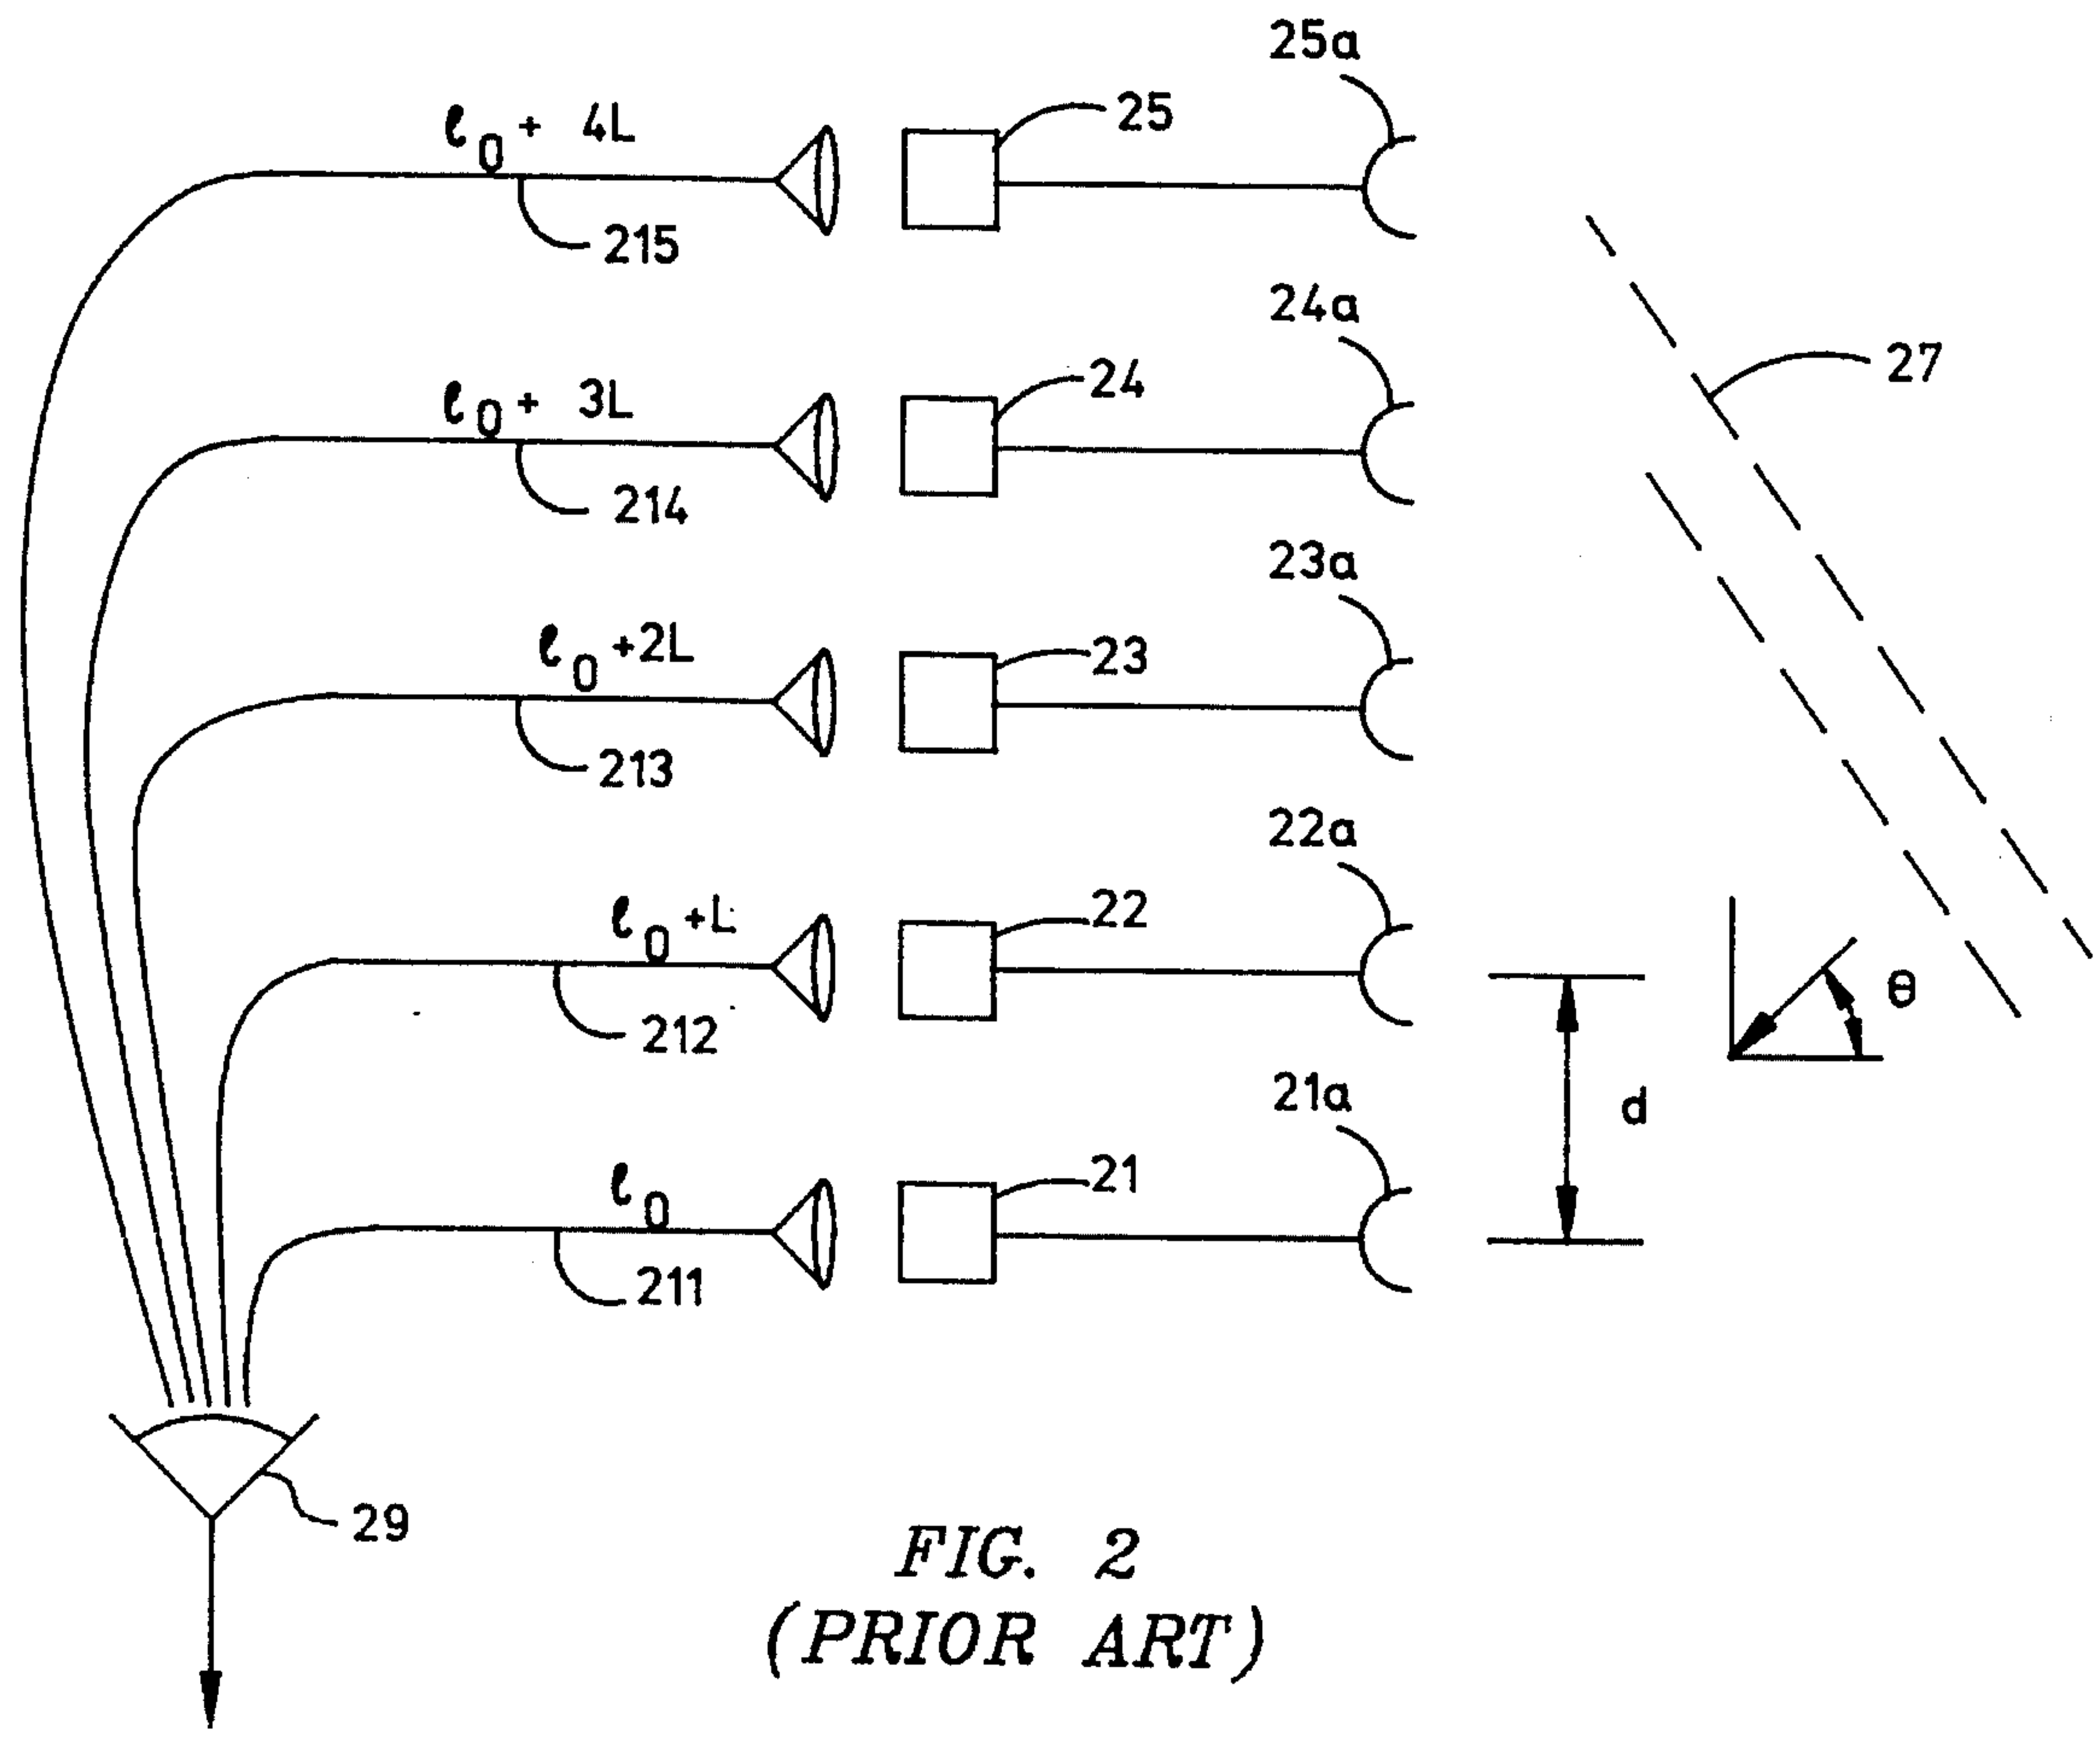 25a
ℓ0 + 4L
25
215
24a
27
ℓ0 + 3L
24
214
23a
ℓ0 +2L
23
213
22a
ℓ0 +L
22
θ
212
21a
d
ℓ0
21
211
29
FIG. 2
(PRIOR ART)